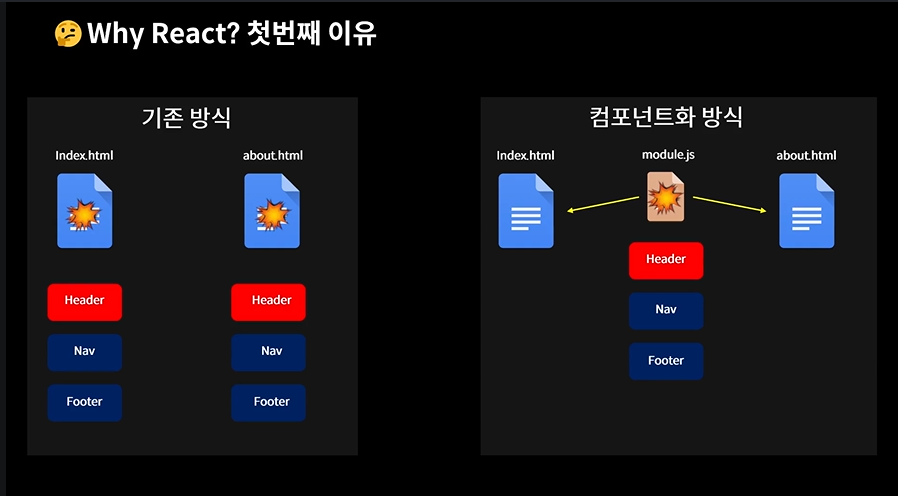 🤔 Why React? 첫번째 이유
기존 방식
Index.html
about.html
Header
Header
Nav
Nav
Footer
Footer
컴포넌트화 방식
Index.html
module.js
about.html
Header
Nav
Footer